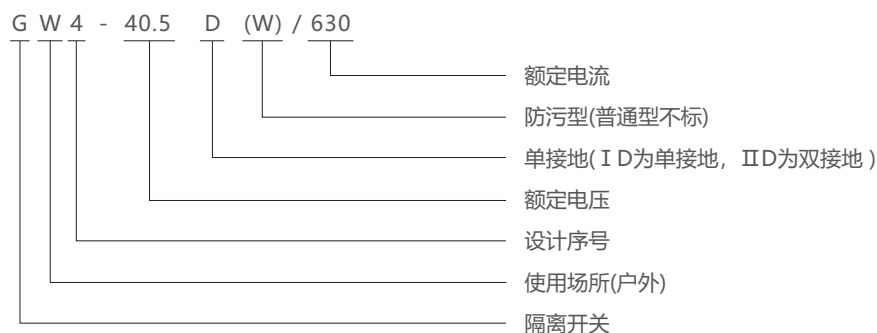 G W 4 - 40.5 D (W) / 630
额定电流
防污型(普通型不标)
单接地(ⅠD为单接地，ⅡD为双接地)
额定电压
设计序号
使用场所(户外)
隔离开关